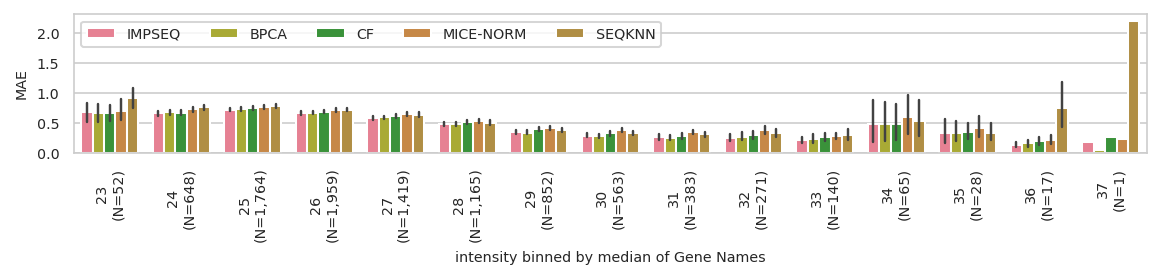 IMPSEQ BPCA CF MICE-NORM SEQKNN
MAE
2.0
1.5
1.0
0.5
0.0
23
(N=52)
24
(N=648)
25
(N=1,764)
26
(N=1,959)
27
(N=1,419)
28
(N=1,165)
29
(N=852)
30
(N=563)
31
(N=383)
32
(N=271)
33
(N=140)
34
(N=65)
35
(N=28)
36
(N=17)
37
(N=1)
intensity binned by median of Gene Names